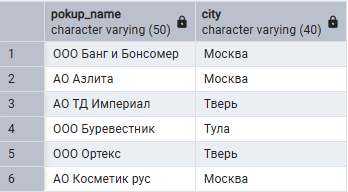 pokup_name city
character varying (50) character varying (40)
1 ООО Банг и Бонсомер Москва
2 АО Азлита Москва
3 АО ТД Империал Тверь
4 ООО Буревестник Тула
5 ООО Ортекс Тверь
6 АО Косметик рус Москва